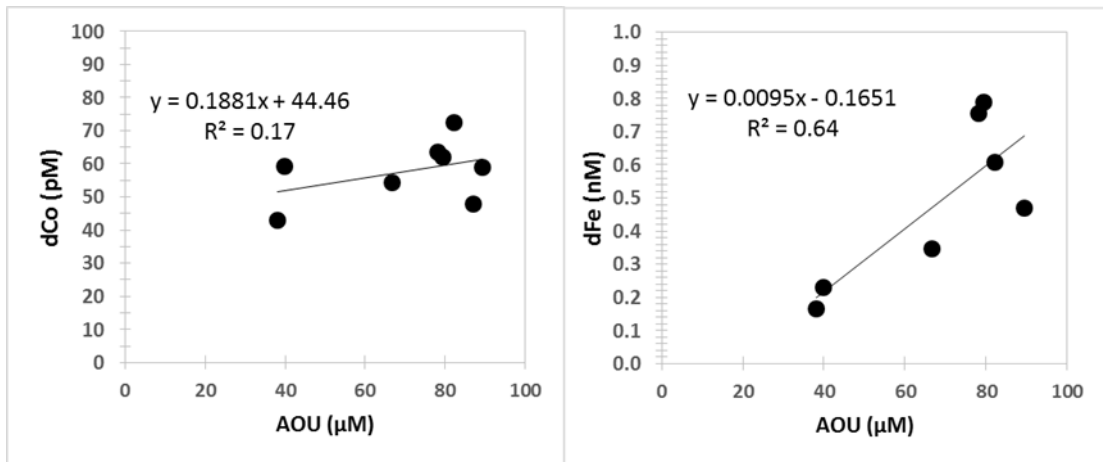 dCo (pM)
100
90
80
70
60
50
40
30
20
10
0
y = 0.1881x + 44.46
R² = 0.17
0 20 40 60 80 100
AOU (µM)
dFe (nM)
1.0
0.9
0.8
0.7
0.6
0.5
0.4
0.3
0.2
0.1
0.0
y = 0.0095x - 0.1651
R² = 0.64
0 20 40 60 80 100
AOU (µM)